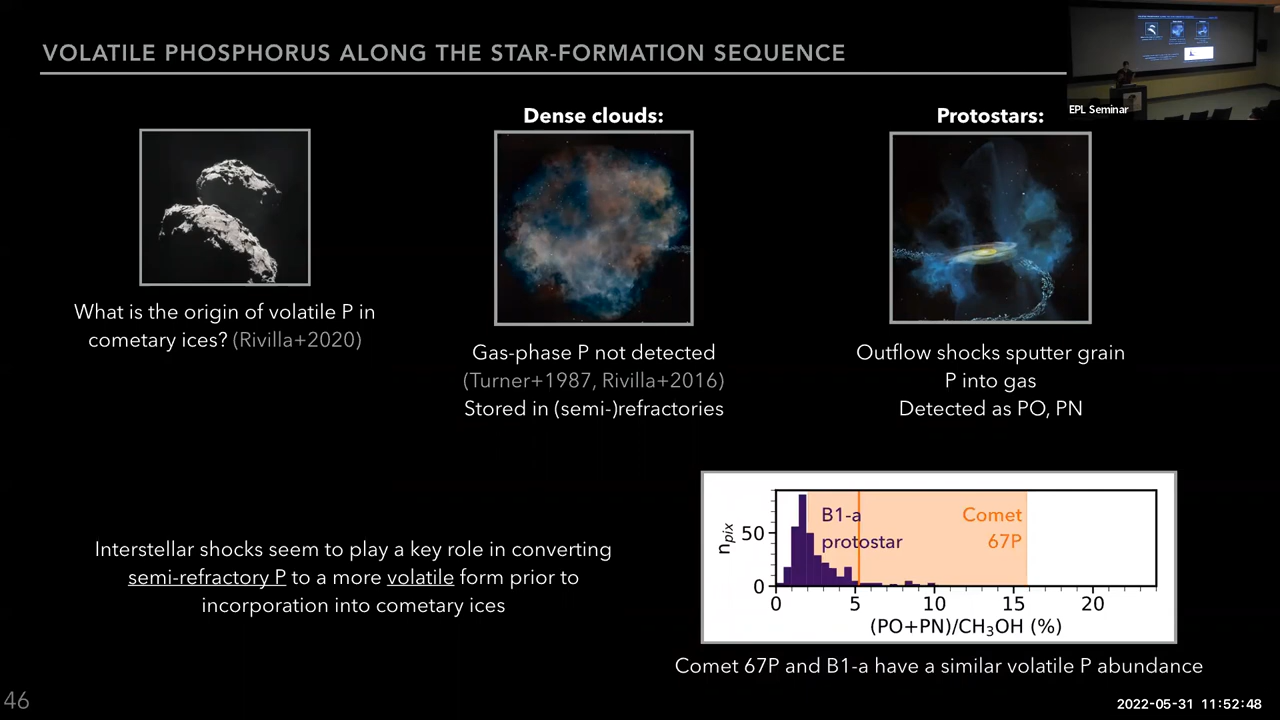 VOLATILE PHOSPHORUS ALONG THE STAR-FORMATION SEQUENCE
EPL Seminar
What is the origin of volatile P in
cometary ices? (Rivilla+2020)
Dense clouds:
Gas-phase P not detected
(Turner+1987, Rivilla+2016)
Stored in (semi-)refractories
Protostars:
Outflow shocks sputter grain
P into gas
Detected as PO, PN
Interstellar shocks seem to play a key role in converting
semi-refractory P to a more volatile form prior to
incorporation into cometary ices
n_pix
50
0
B1-a
protostar
Comet
67P
0 5 10 15 20
(PO+PN)/CH₃OH (%)
Comet 67P and B1-a have a similar volatile P abundance
46
2022-05-31 11:52:48